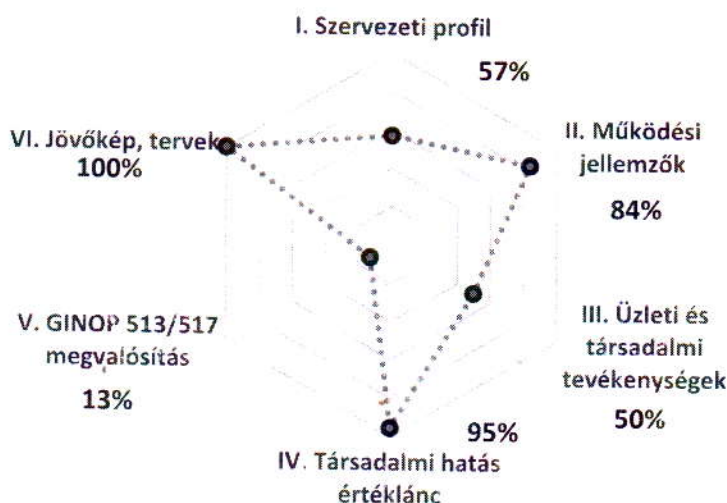 I. Szervezeti profil
57%
II. Működési
jellemzők
84%
III. Üzleti és
társadalmi
tevékenységek
50%
95%
IV. Társadalmi hatás
értéklánc
V. GINOP 513/517
megvalósítás
13%
VI. Jövőkép, tervek
100%